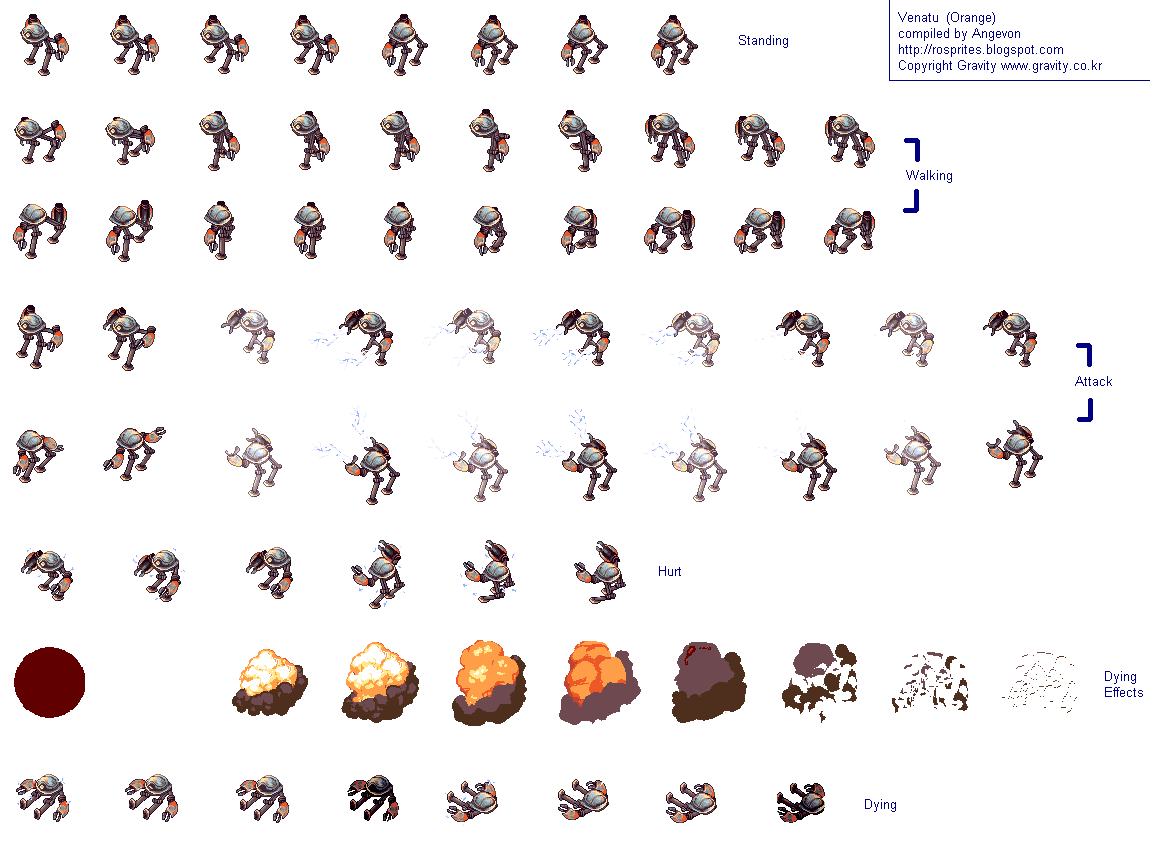 Venatu (Orange)
compiled by Angevon
http://rosprites.blogspot.com
Copyright Gravity www.gravity.co.kr
Standing
Walking
Attack
Hurt
Dying
Effects
Dying